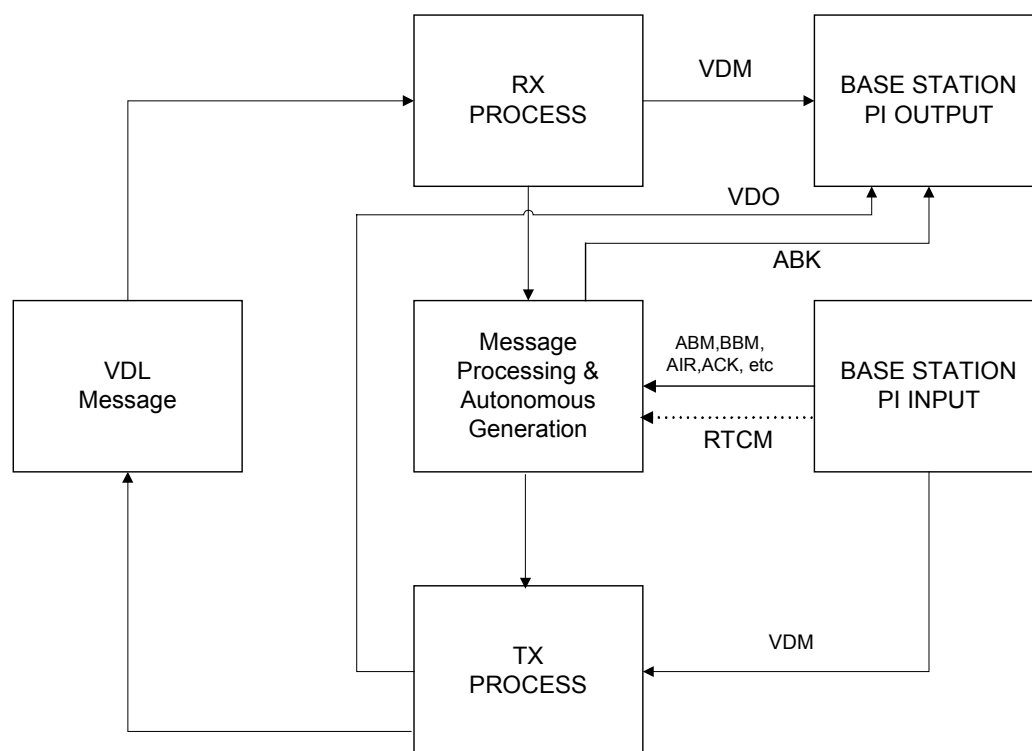 RX
PROCESS
VDM
BASE STATION
PI OUTPUT
VDO
ABK
VDL
Message
Message
Processing &
Autonomous
Generation
ABM,BBM,
AIR,ACK, etc
RTCM
BASE STATION
PI INPUT
TX
PROCESS
VDM